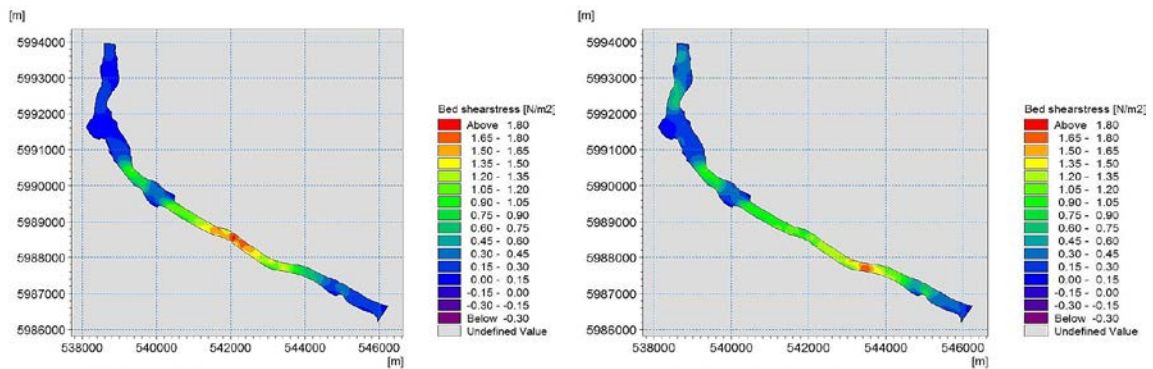 [m]
5994000
5993000
5992000
5991000
5990000
5989000
5988000
5987000
5986000
538000 540000 542000 544000 546000
[m]
Bed shearstress [N/m2]
Above 1.80
1.65 - 1.80
1.50 - 1.65
1.35 - 1.50
1.20 - 1.35
1.05 - 1.20
0.90 - 1.05
0.75 - 0.90
0.60 - 0.75
0.45 - 0.60
0.30 - 0.45
0.15 - 0.30
0.00 - 0.15
-0.15 - 0.00
-0.30 - -0.15
Below -0.30
Undefined Value
[m]
5994000
5993000
5992000
5991000
5990000
5989000
5988000
5987000
5986000
538000 540000 542000 544000 546000
[m]
Bed shearstress [N/m2]
Above 1.80
1.65 - 1.80
1.50 - 1.65
1.35 - 1.50
1.20 - 1.35
1.05 - 1.20
0.90 - 1.05
0.75 - 0.90
0.60 - 0.75
0.45 - 0.60
0.30 - 0.45
0.15 - 0.30
0.00 - 0.15
-0.15 - 0.00
-0.30 - -0.15
Below -0.30
Undefined Value